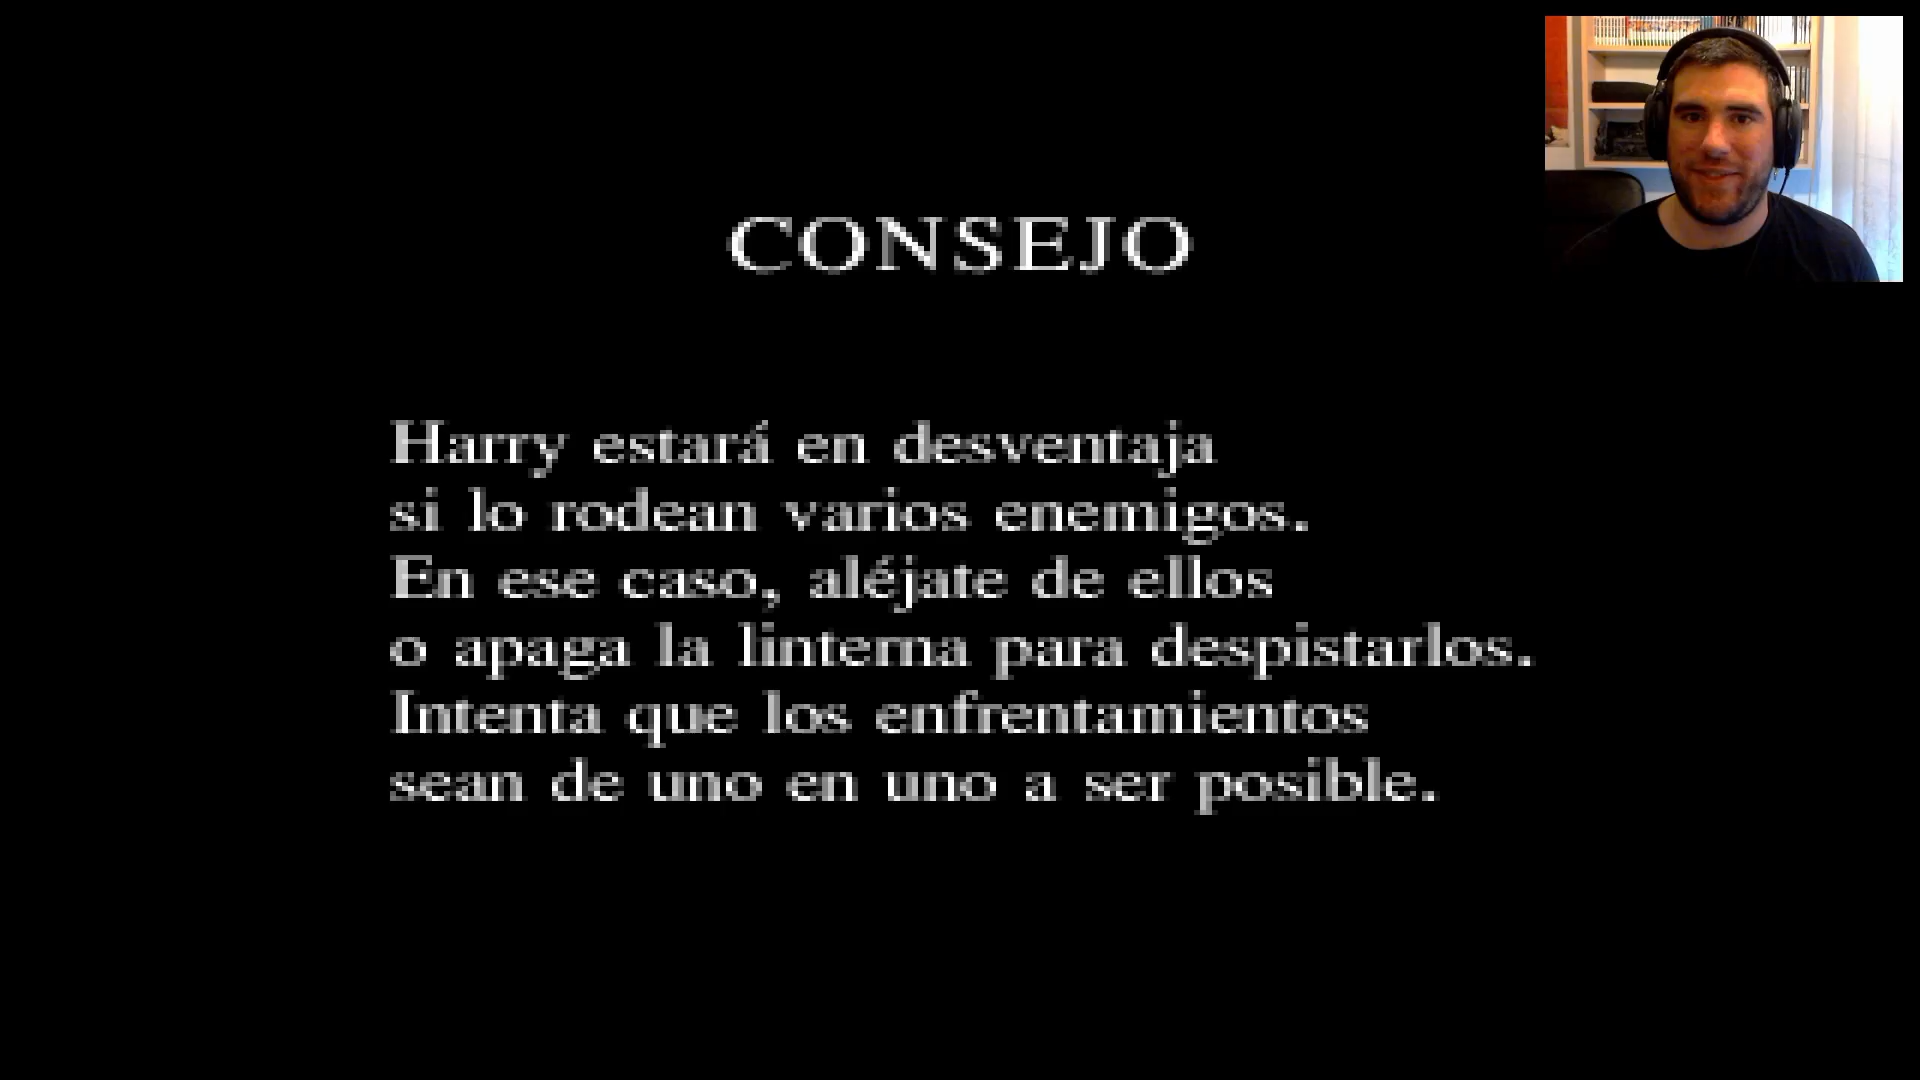 CONSEJO
Harry estará en desventaja
si lo rodean varios enemigos.
En ese caso, aléjate de ellos
o apaga la linterna para despistarlos.
Intenta que los enfrentamientos
sean de uno en uno a ser posible.